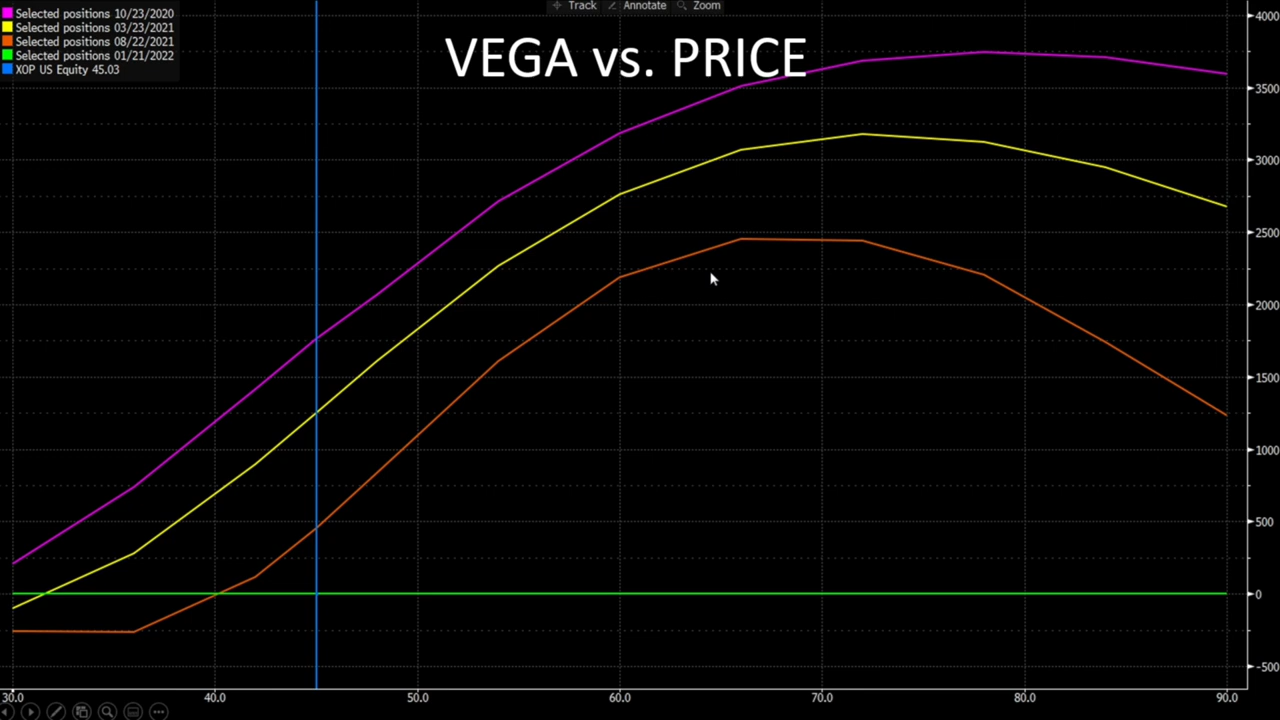 Track Annotate Zoom
Selected positions 10/23/2020
Selected positions 03/23/2021
Selected positions 08/22/2021
Selected positions 01/21/2022
XOP US Equity 45.03
VEGA vs. PRICE
4000
3500
3000
2500
2000
1500
1000
500
0
-500
30.0 40.0 50.0 60.0 70.0 80.0 90.0